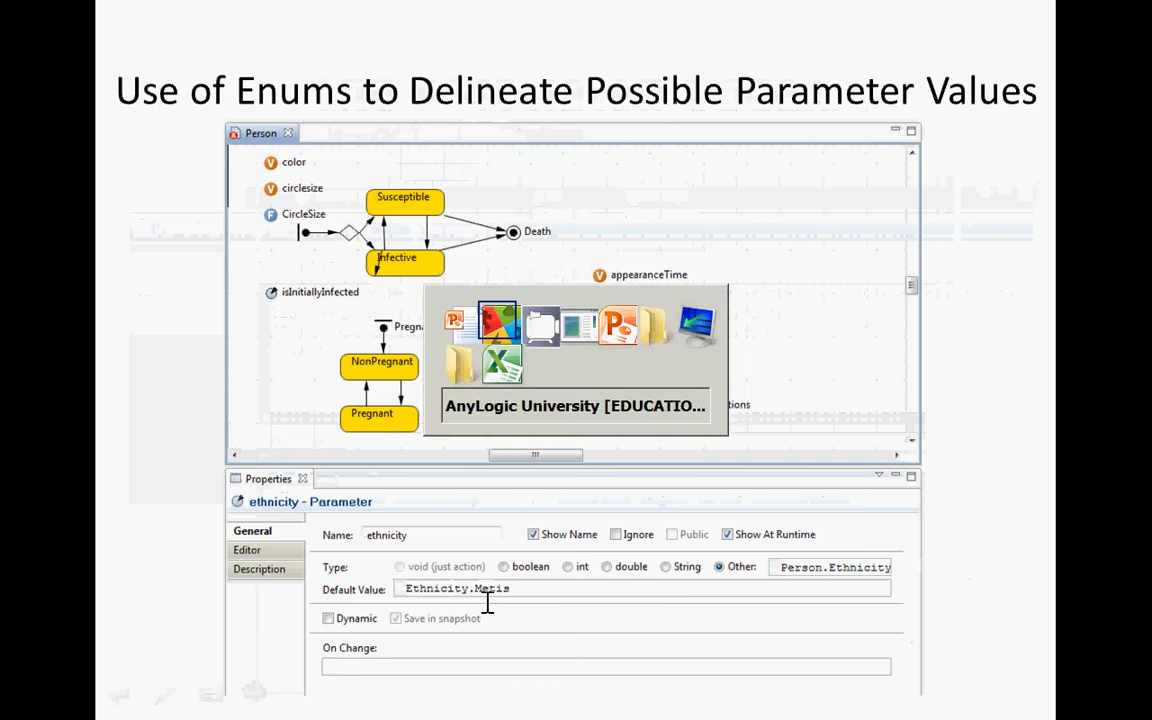 Use of Enums to Delineate Possible Parameter Values
Person
color
circlesize
CircleSize
Susceptible
Death
Infective
appearanceTime
isInitiallyInfected
Pregna
NonPregnant
Pregnant
AnyLogic University [EDUCATIO...
tions
Properties
ethnicity - Parameter
General
Editor
Description
Name: ethnicity Show Name Ignore Public Show At Runtime
Type: void (just action) boolean int double String Other: Person.Ethnicity
Default Value: Ethnicity.Metis
Dynamic Save in snapshot
On Change: